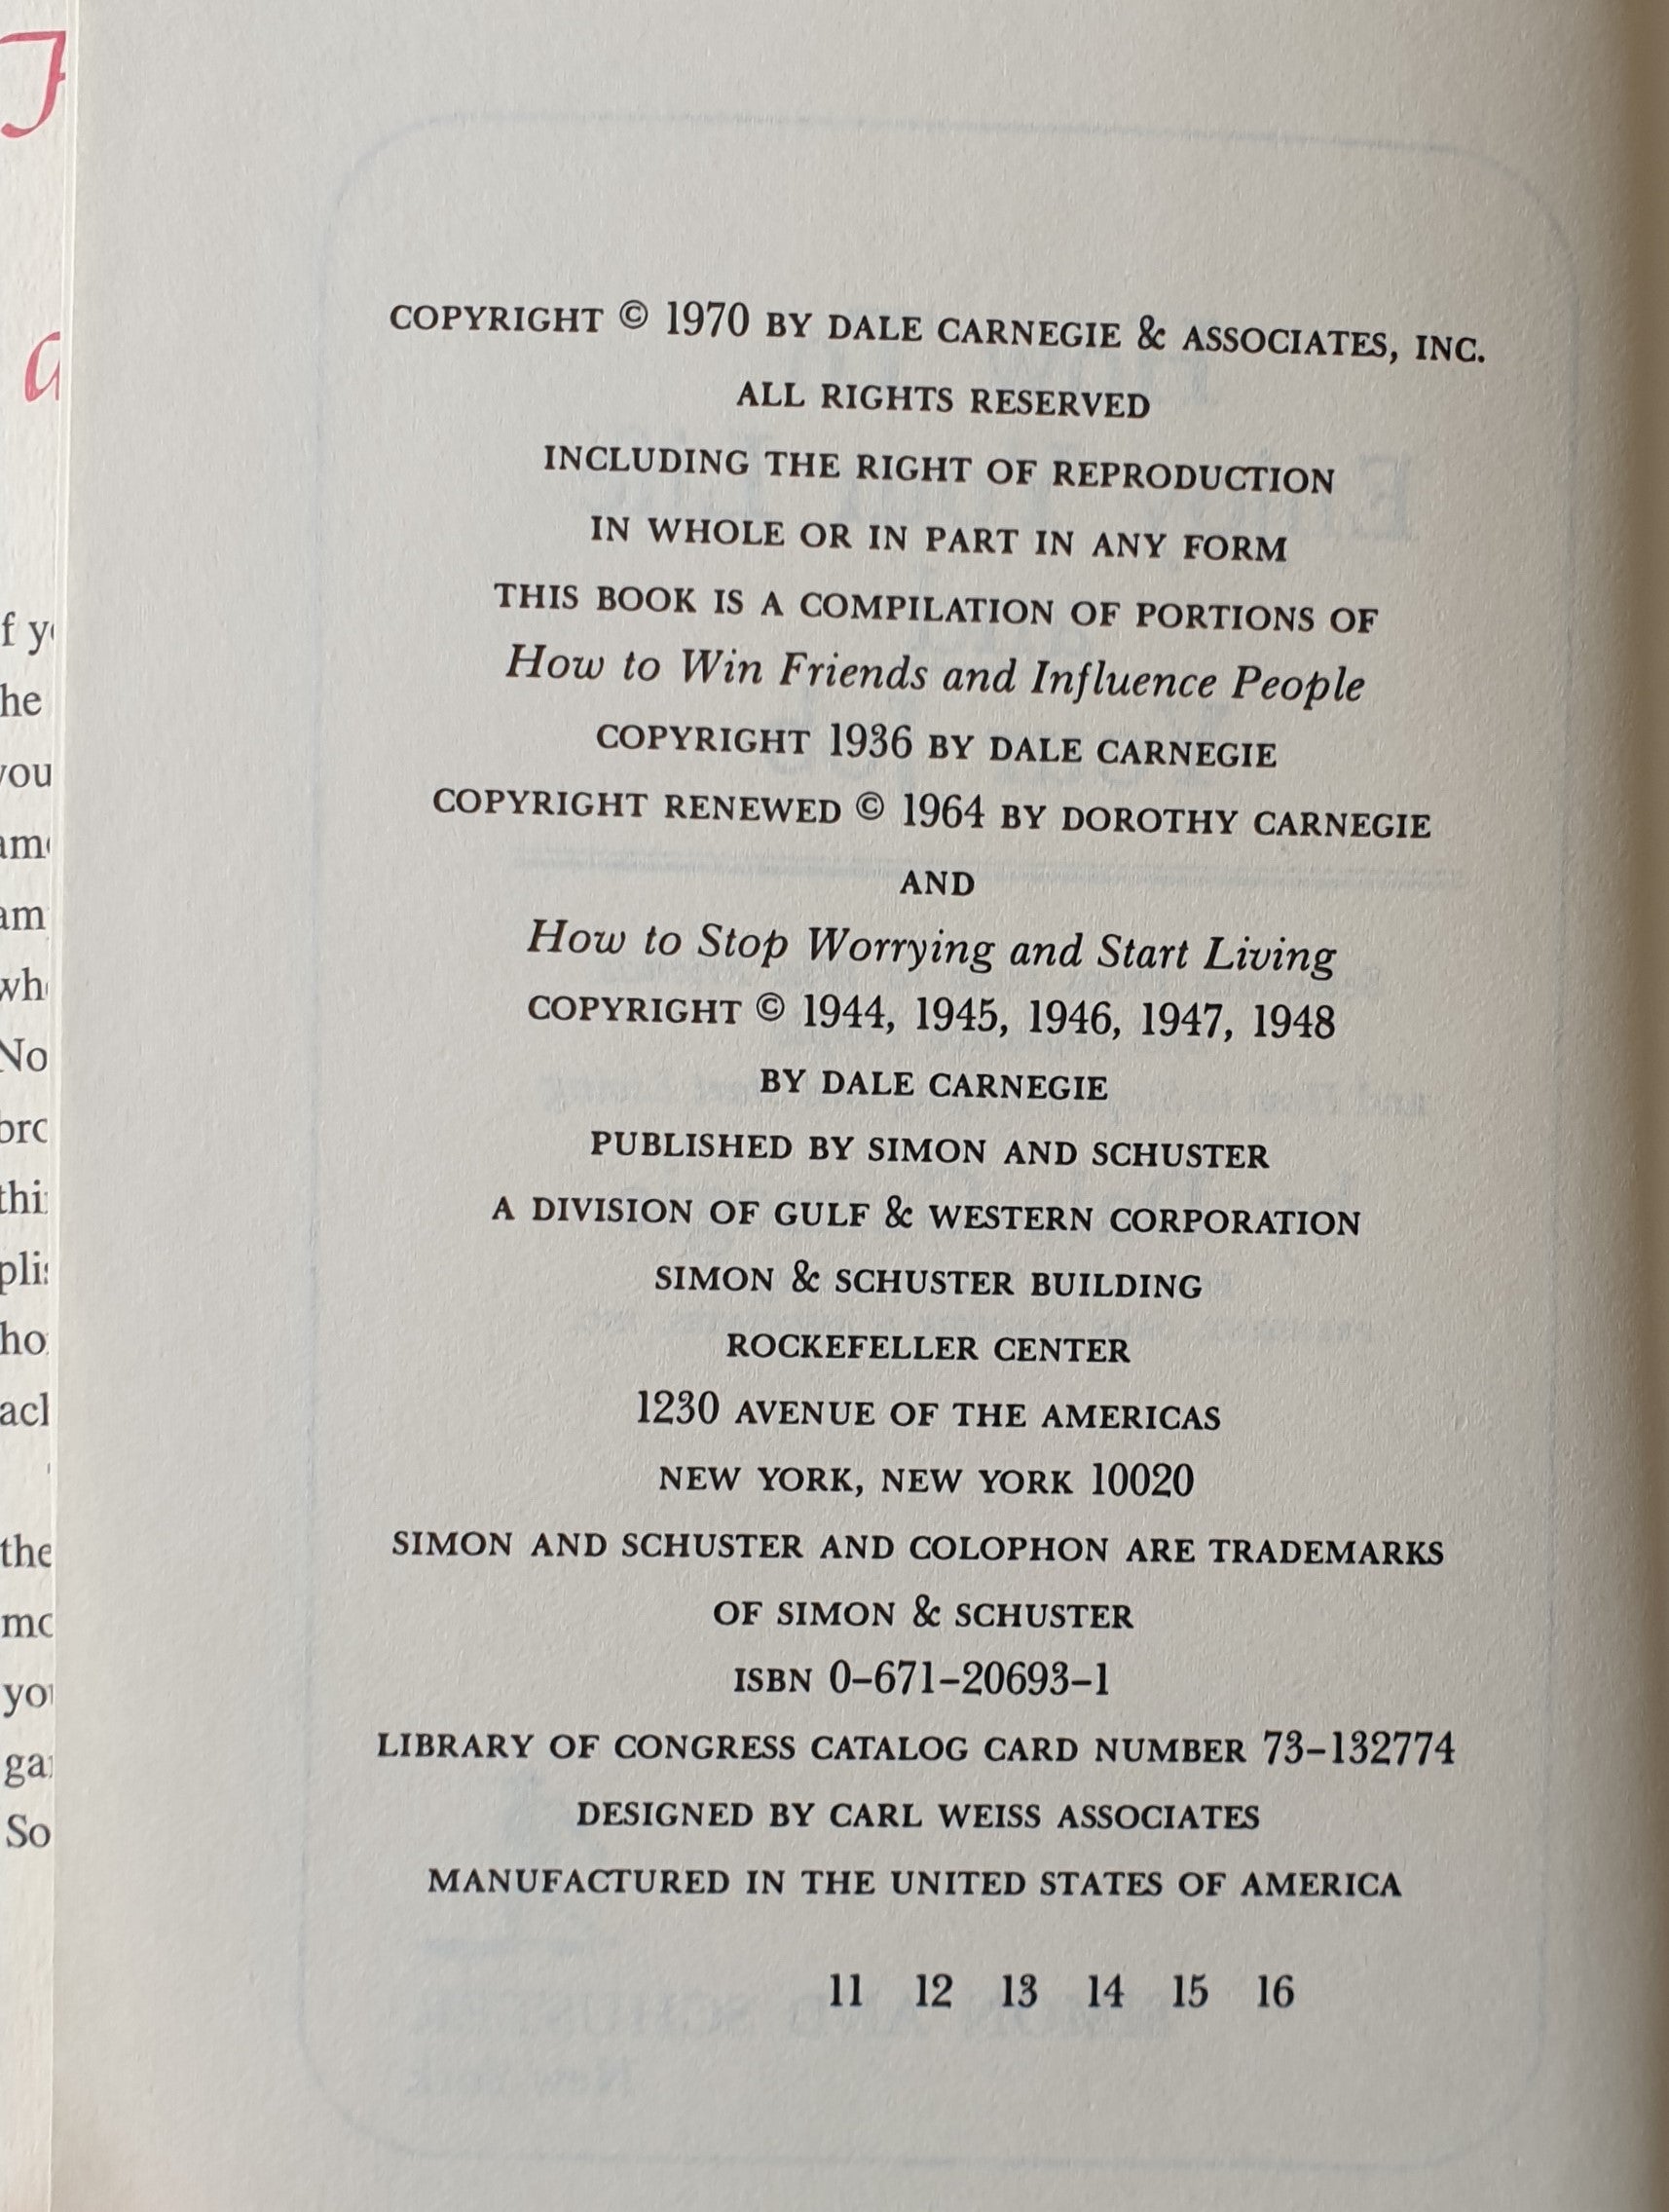 COPYRIGHT © 1970 BY DALE CARNEGIE & ASSOCIATES, INC.
ALL RIGHTS RESERVED
INCLUDING THE RIGHT OF REPRODUCTION
IN WHOLE OR IN PART IN ANY FORM
THIS BOOK IS A COMPILATION OF PORTIONS OF
How to Win Friends and Influence People
COPYRIGHT 1936 BY DALE CARNEGIE
COPYRIGHT RENEWED © 1964 BY DOROTHY CARNEGIE
AND
How to Stop Worrying and Start Living
COPYRIGHT © 1944, 1945, 1946, 1947, 1948
BY DALE CARNEGIE
PUBLISHED BY SIMON AND SCHUSTER
A DIVISION OF GULF & WESTERN CORPORATION
SIMON & SCHUSTER BUILDING
ROCKEFELLER CENTER
1230 AVENUE OF THE AMERICAS
NEW YORK, NEW YORK 10020
SIMON AND SCHUSTER AND COLOPHON ARE TRADEMARKS
OF SIMON & SCHUSTER
ISBN 0-671-20693-1
LIBRARY OF CONGRESS CATALOG CARD NUMBER 73-132774
DESIGNED BY CARL WEISS ASSOCIATES
MANUFACTURED IN THE UNITED STATES OF AMERICA
11 12 13 14 15 16